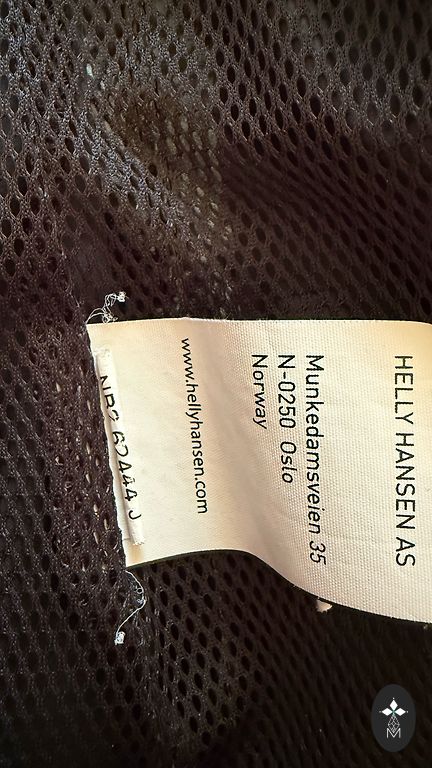 HELLY HANSEN AS
Munkedamsveien 35
N-0250 Oslo
Norway
www.hellyhansen.com